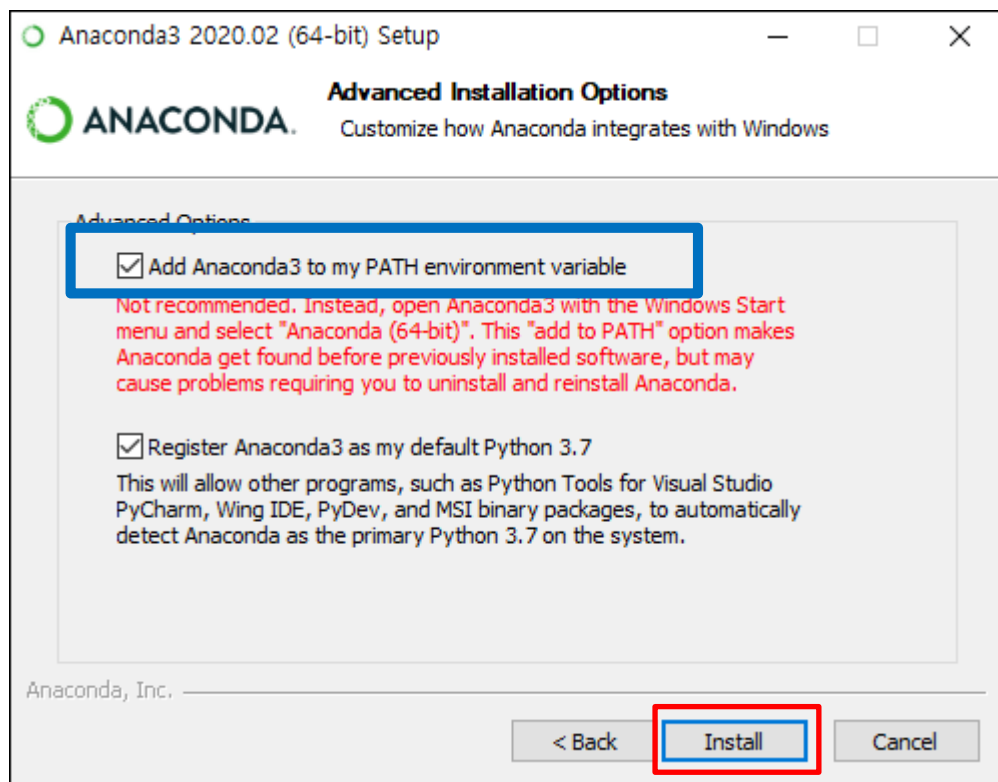 Anaconda3 2020.02 (64-bit) Setup
ANACONDA.
Advanced Installation Options
Customize how Anaconda integrates with Windows
Advanced Options
Add Anaconda3 to my PATH environment variable
Not recommended. Instead, open Anaconda3 with the Windows Start
menu and select "Anaconda (64-bit)". This "add to PATH" option makes
Anaconda get found before previously installed software, but may
cause problems requiring you to uninstall and reinstall Anaconda.
Register Anaconda3 as my default Python 3.7
This will allow other programs, such as Python Tools for Visual Studio
PyCharm, Wing IDE, PyDev, and MSI binary packages, to automatically
detect Anaconda as the primary Python 3.7 on the system.
Anaconda, Inc.
< Back
Install
Cancel